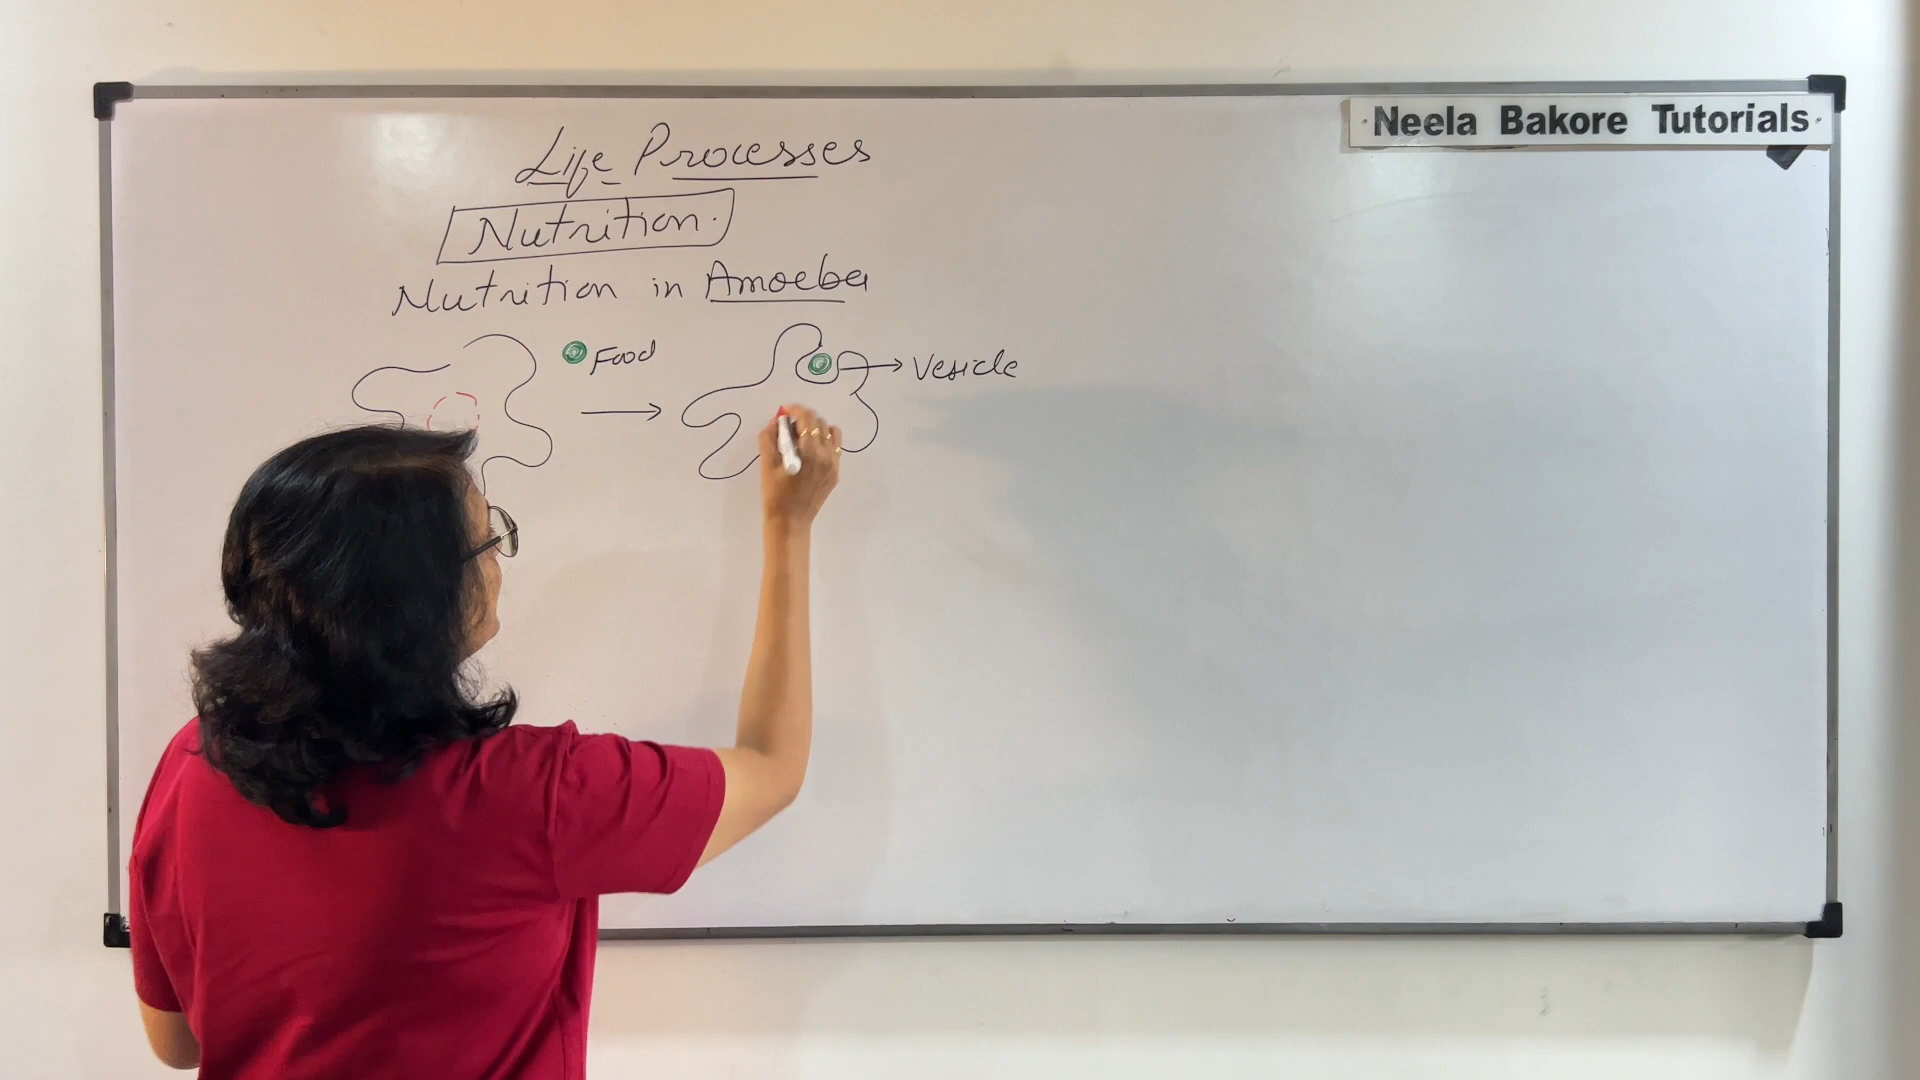 Neela Bakore Tutorials
Life Processes
Nutrition.
Nutrition in Amoeba
Food
Vesicle